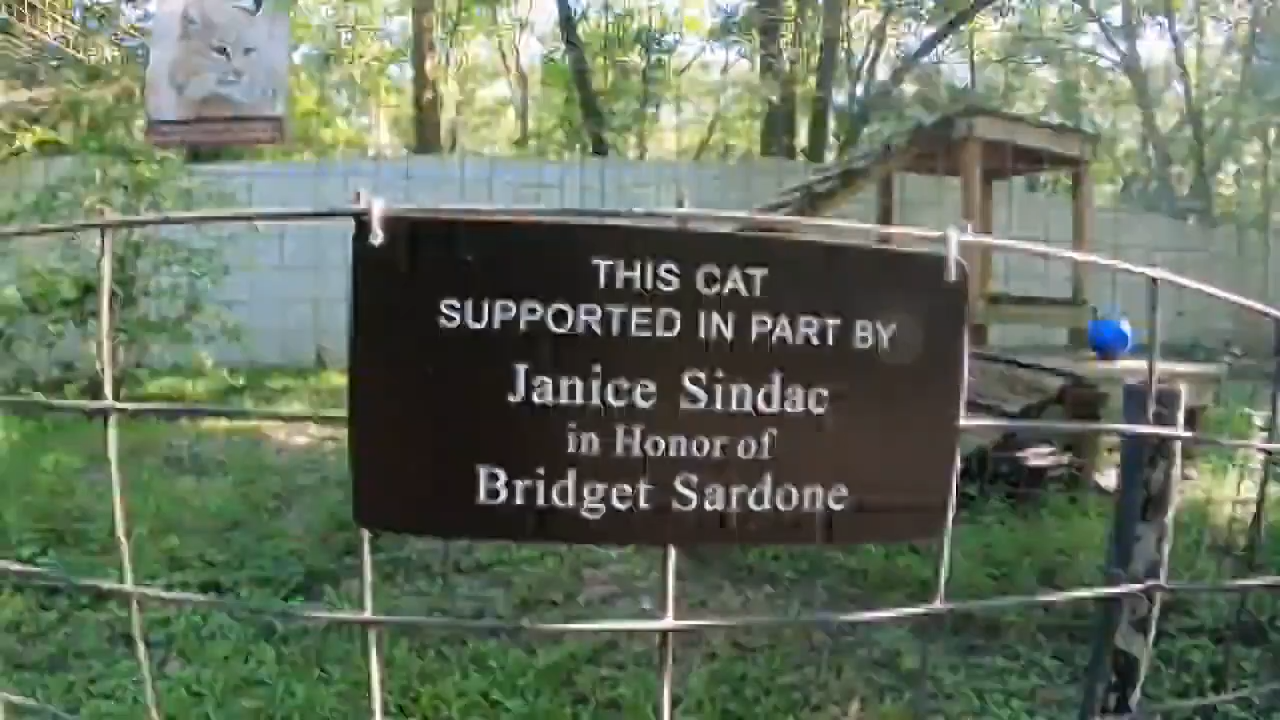 THIS CAT
SUPPORTED IN PART BY
Janice Sindac
in Honor of
Bridget Sardone